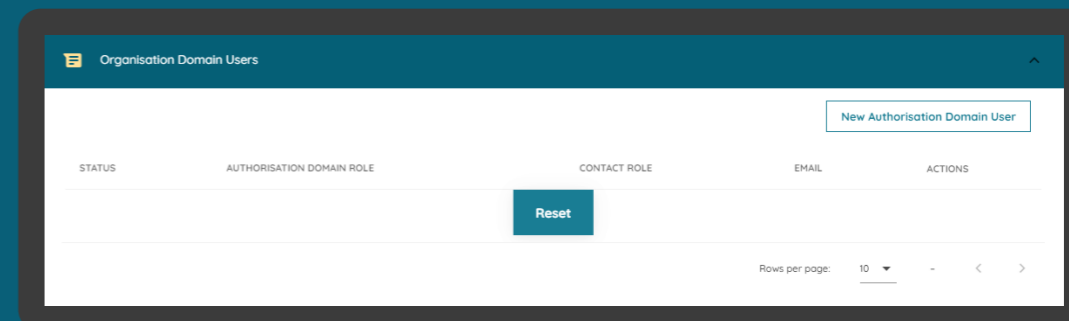 Organisation Domain Users
New Authorisation Domain User
STATUS AUTHORISATION DOMAIN ROLE CONTACT ROLE EMAIL ACTIONS
Reset
Rows per page: 10 -